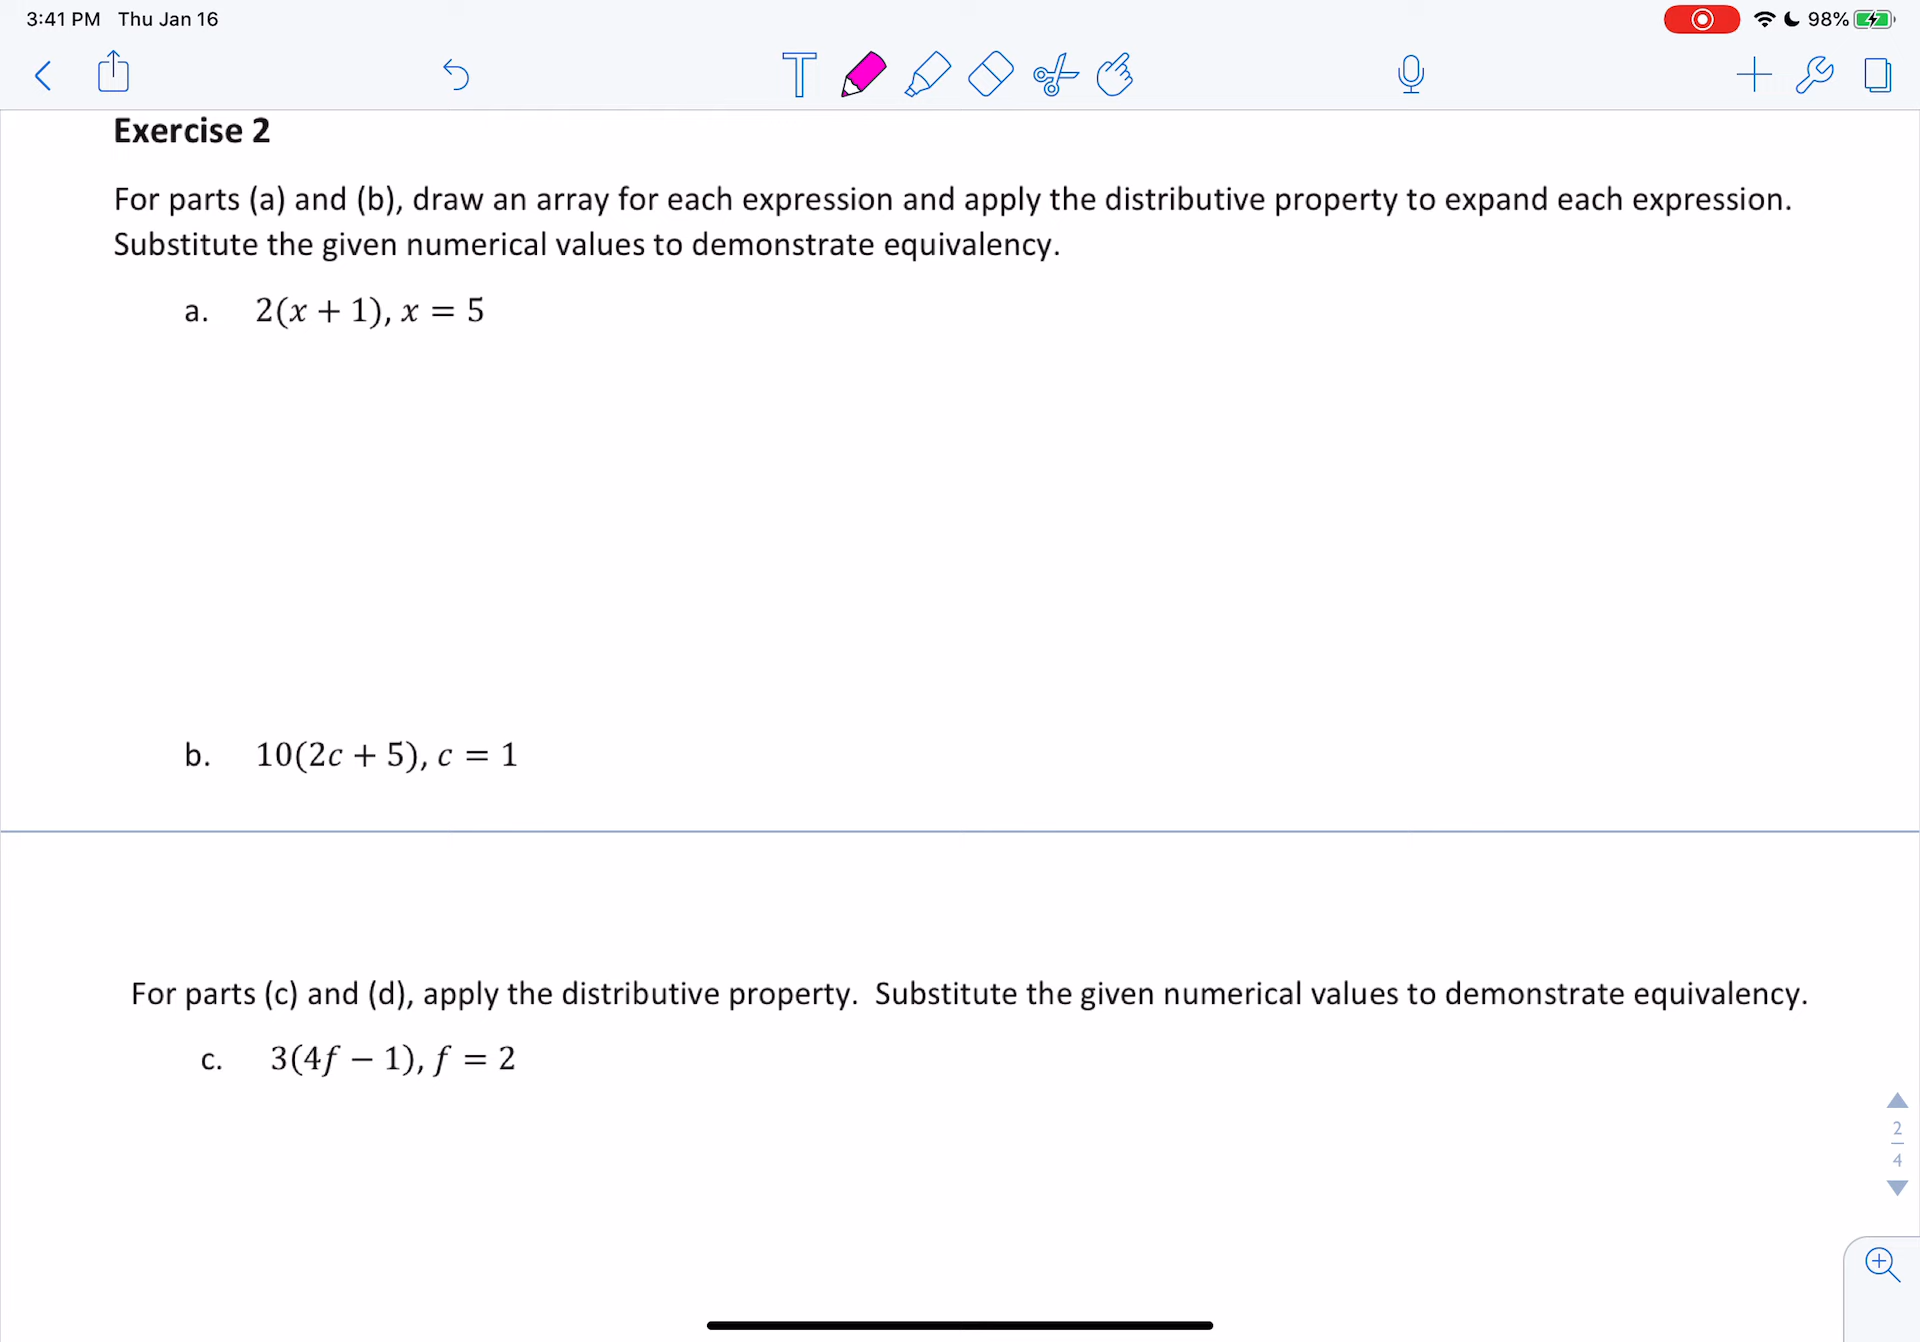 3:41 PM Thu Jan 16
98%
T
Exercise 2
For parts (a) and (b), draw an array for each expression and apply the distributive property to expand each expression.
Substitute the given numerical values to demonstrate equivalency.
a. 2(x + 1), x = 5
b. 10(2c + 5), c = 1
For parts (c) and (d), apply the distributive property. Substitute the given numerical values to demonstrate equivalency.
c. 3(4f − 1), f = 2
2
4